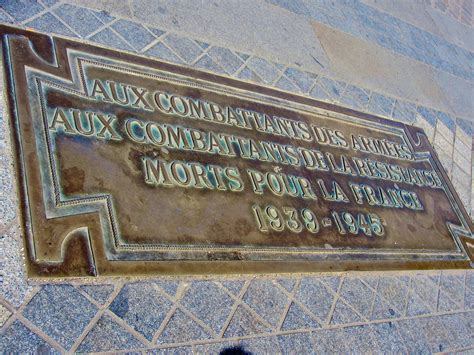 AUX COMBATTANTS DES ARMÉES
AUX COMBATTANTS DE LA RÉSISTANCE
MORTS POUR LA FRANCE
1939-1945